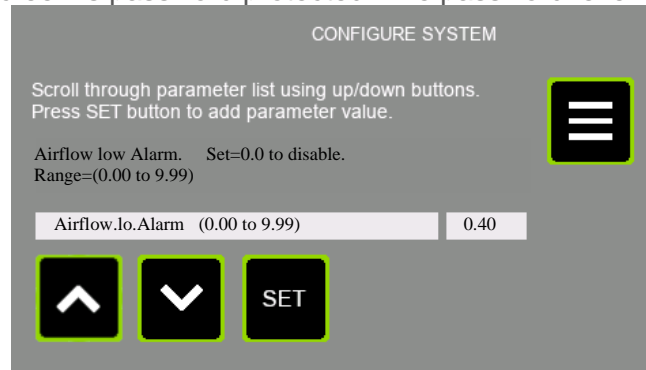 CONFIGURE SYSTEM
Scroll through parameter list using up/down buttons.
Press SET button to add parameter value.
Airflow low Alarm. Set=0.0 to disable.
Range=(0.00 to 9.99)
Airflow.lo.Alarm (0.00 to 9.99) 0.40
SET